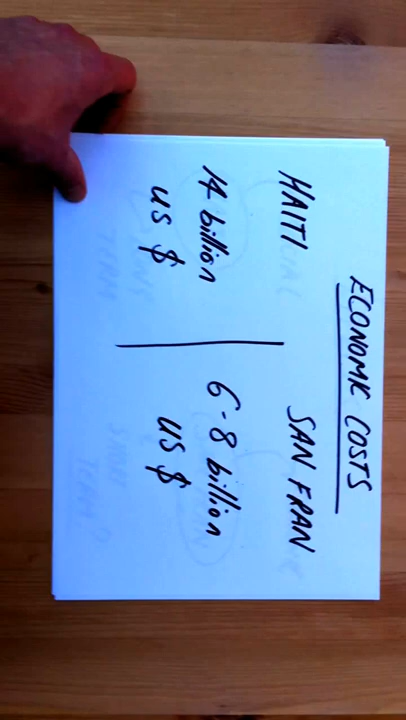 ECONOMIC COSTS
HAITI
SAN FRAN
14 billion
US $
6-8 billion
US $